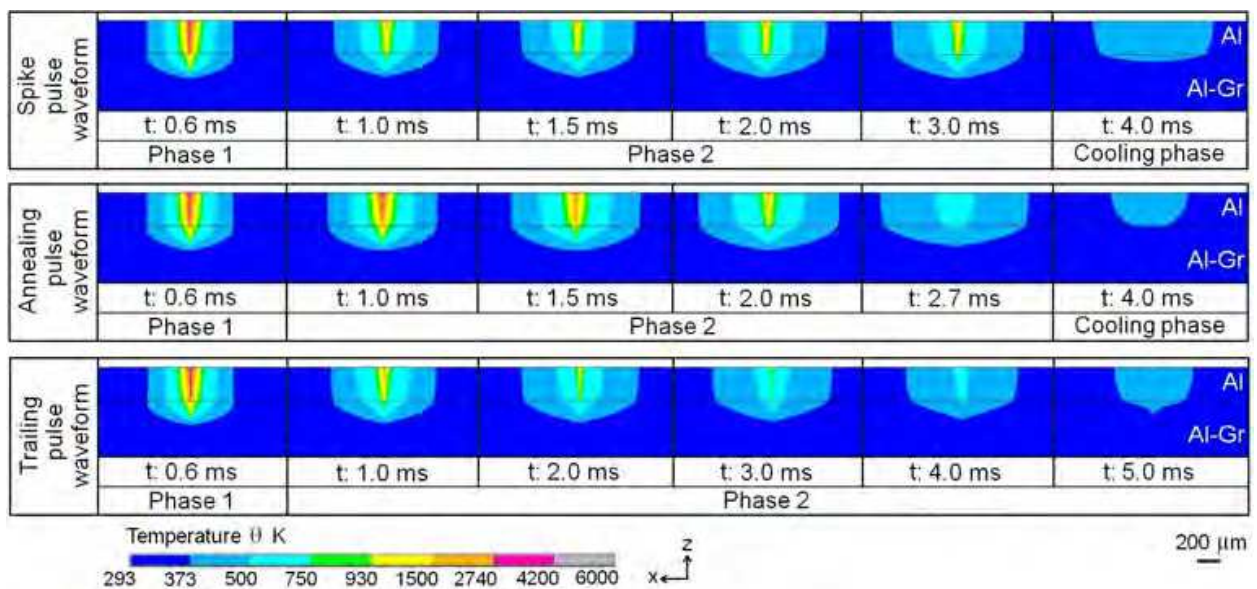 Spike
pulse
waveform
Al
Al-Gr
t: 0.6 ms t: 1.0 ms t: 1.5 ms t: 2.0 ms t: 3.0 ms t: 4.0 ms
Phase 1 Phase 2 Cooling phase
Annealing
pulse
waveform
Al
Al-Gr
t: 0.6 ms t: 1.0 ms t: 1.5 ms t: 2.0 ms t: 2.7 ms t: 4.0 ms
Phase 1 Phase 2 Cooling phase
Trailing
pulse
waveform
Al
Al-Gr
t: 0.6 ms t: 1.0 ms t: 2.0 ms t: 3.0 ms t: 4.0 ms t: 5.0 ms
Phase 1 Phase 2
Temperature θ K
293 373 500 750 930 1500 2740 4200 6000
z
x
200 µm